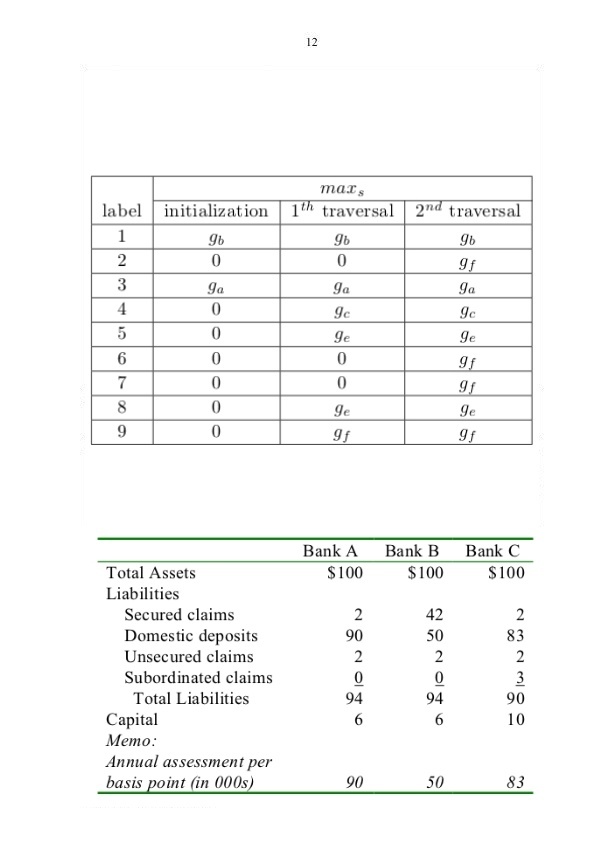 12
max_s
label initialization 1^th traversal 2^nd traversal
1 g_b g_b g_b
2 0 0 g_f
3 g_a g_a g_a
4 0 g_c g_c
5 0 g_e g_e
6 0 0 g_f
7 0 0 g_f
8 0 g_e g_e
9 0 g_f g_f
Bank A Bank B Bank C
Total Assets $100 $100 $100
Liabilities
Secured claims 2 42 2
Domestic deposits 90 50 83
Unsecured claims 2 2 2
Subordinated claims 0 0 3
Total Liabilities 94 94 90
Capital 6 6 10
Memo:
Annual assessment per
basis point (in 000s) 90 50 83